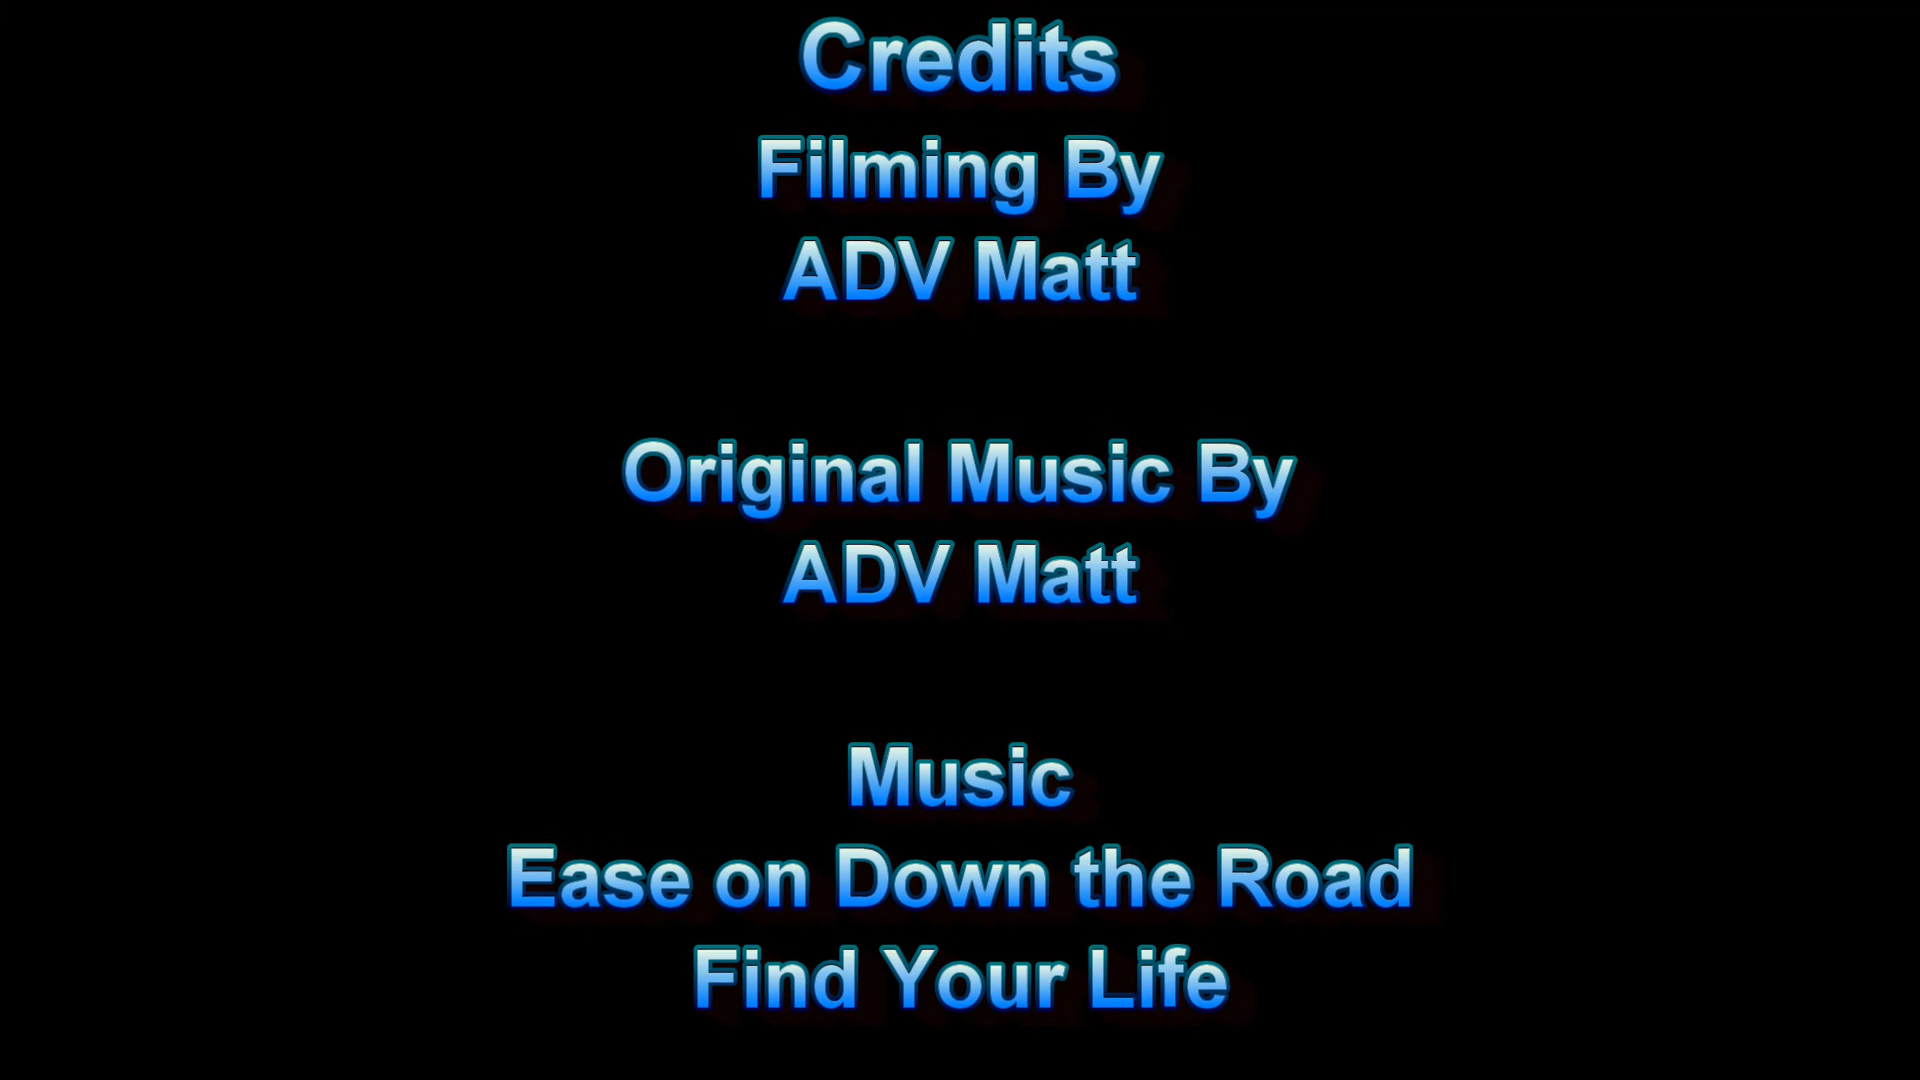 Credits
Filming By
ADV Matt
Original Music By
ADV Matt
Music
Ease on Down the Road
Find Your Life